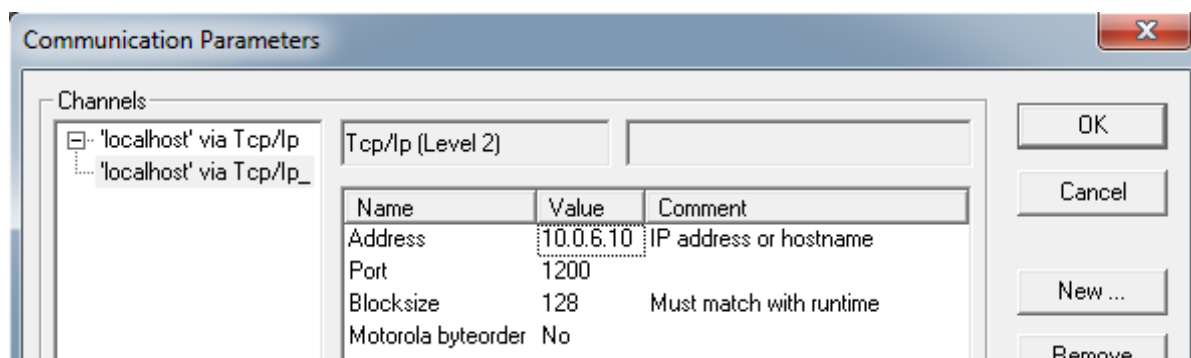 Communication Parameters
Channels
'localhost' via Tcp/Ip
'localhost' via Tcp/Ip_
Tcp/Ip (Level 2)
Name Value Comment
Address 10.0.6.10 IP address or hostname
Port 1200
Blocksize 128 Must match with runtime
Motorola byteorder No
OK
Cancel
New ...
Remove